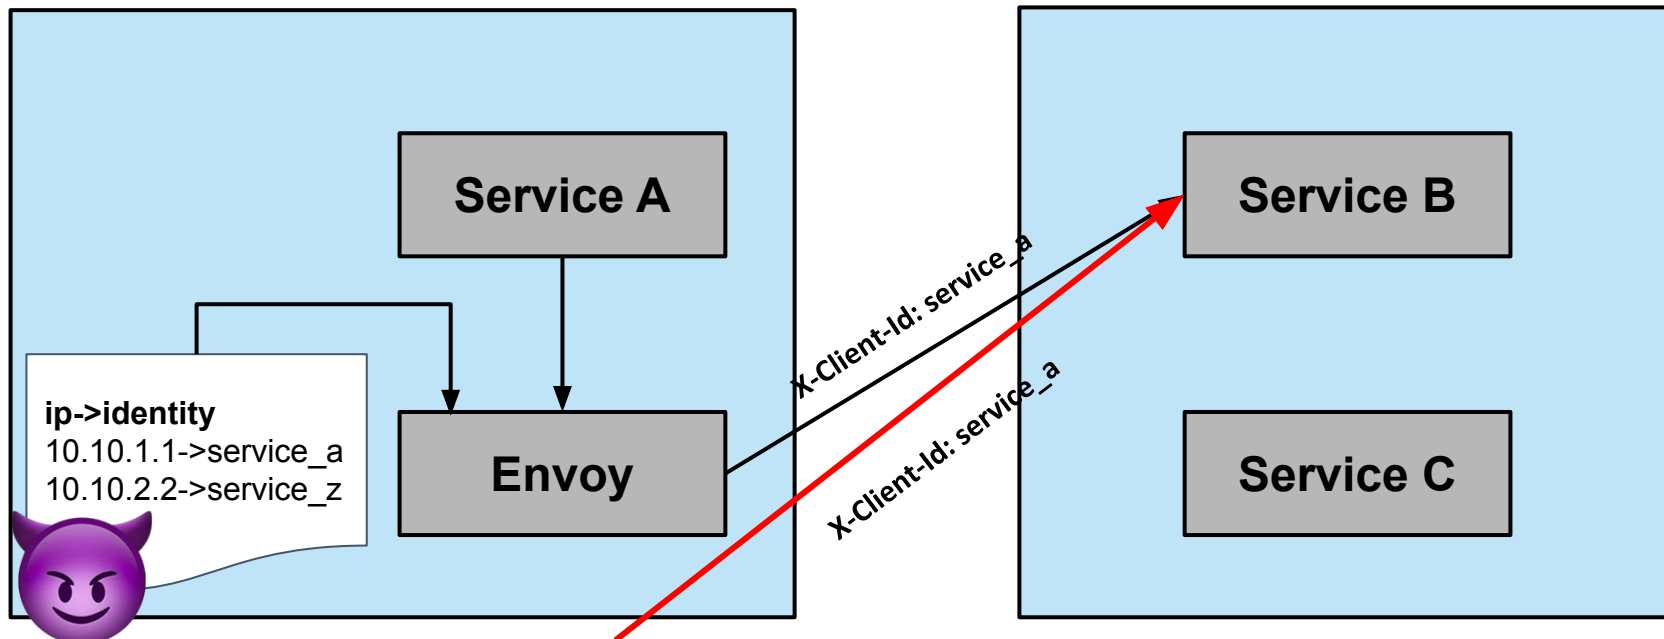 Service A
ip->identity
10.10.1.1->service_a
10.10.2.2->service_z
Envoy
X-Client-Id: service_a
X-Client-Id: service_a
Service B
Service C